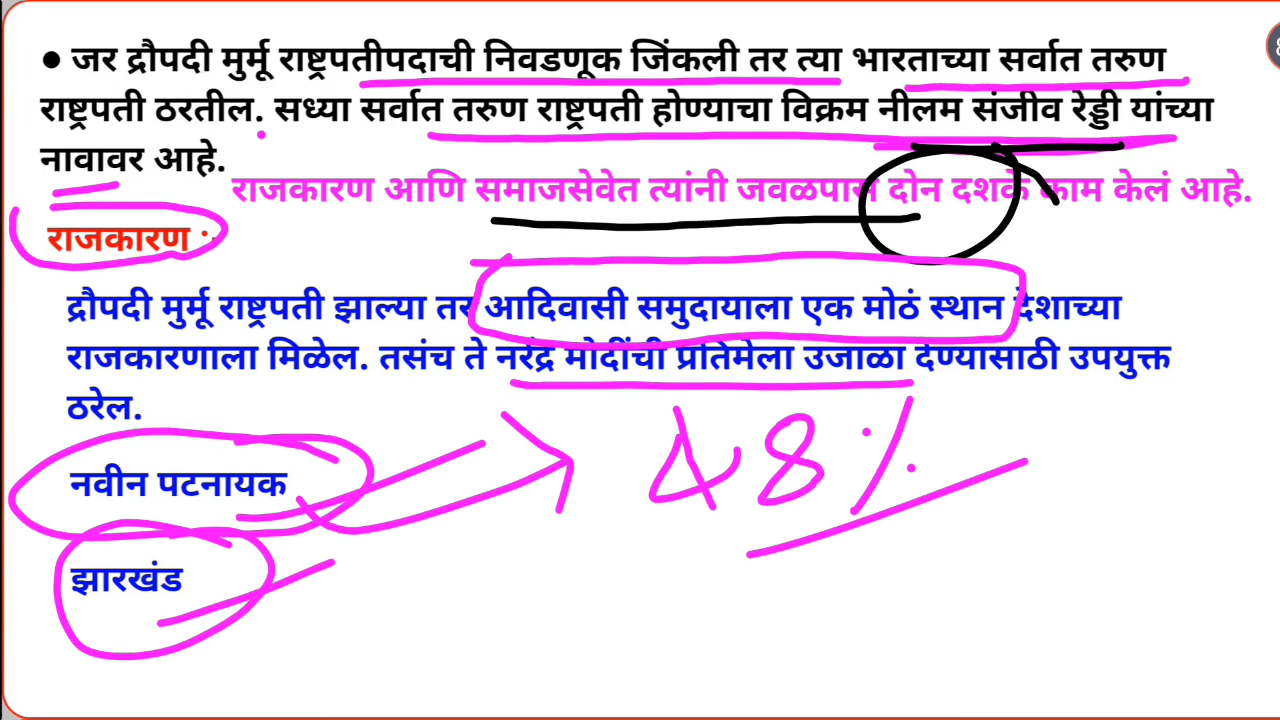 ● जर द्रौपदी मुर्मू राष्ट्रपतीपदाची निवडणूक जिंकली तर त्या भारताच्या सर्वात तरुण
राष्ट्रपती ठरतील. सध्या सर्वात तरुण राष्ट्रपती होण्याचा विक्रम नीलम संजीव रेड्डी यांच्या
नावावर आहे.
राजकारण आणि समाजसेवेत त्यांनी जवळपास दोन दशके काम केलं आहे.
राजकारण :-
द्रौपदी मुर्मू राष्ट्रपती झाल्या तर आदिवासी समुदायाला एक मोठं स्थान देशाच्या
राजकारणाला मिळेल. तसंच ते नरेंद्र मोदींची प्रतिमेला उजाळा देण्यासाठी उपयुक्त
ठरेल.
48%
नवीन पटनायक
झारखंड